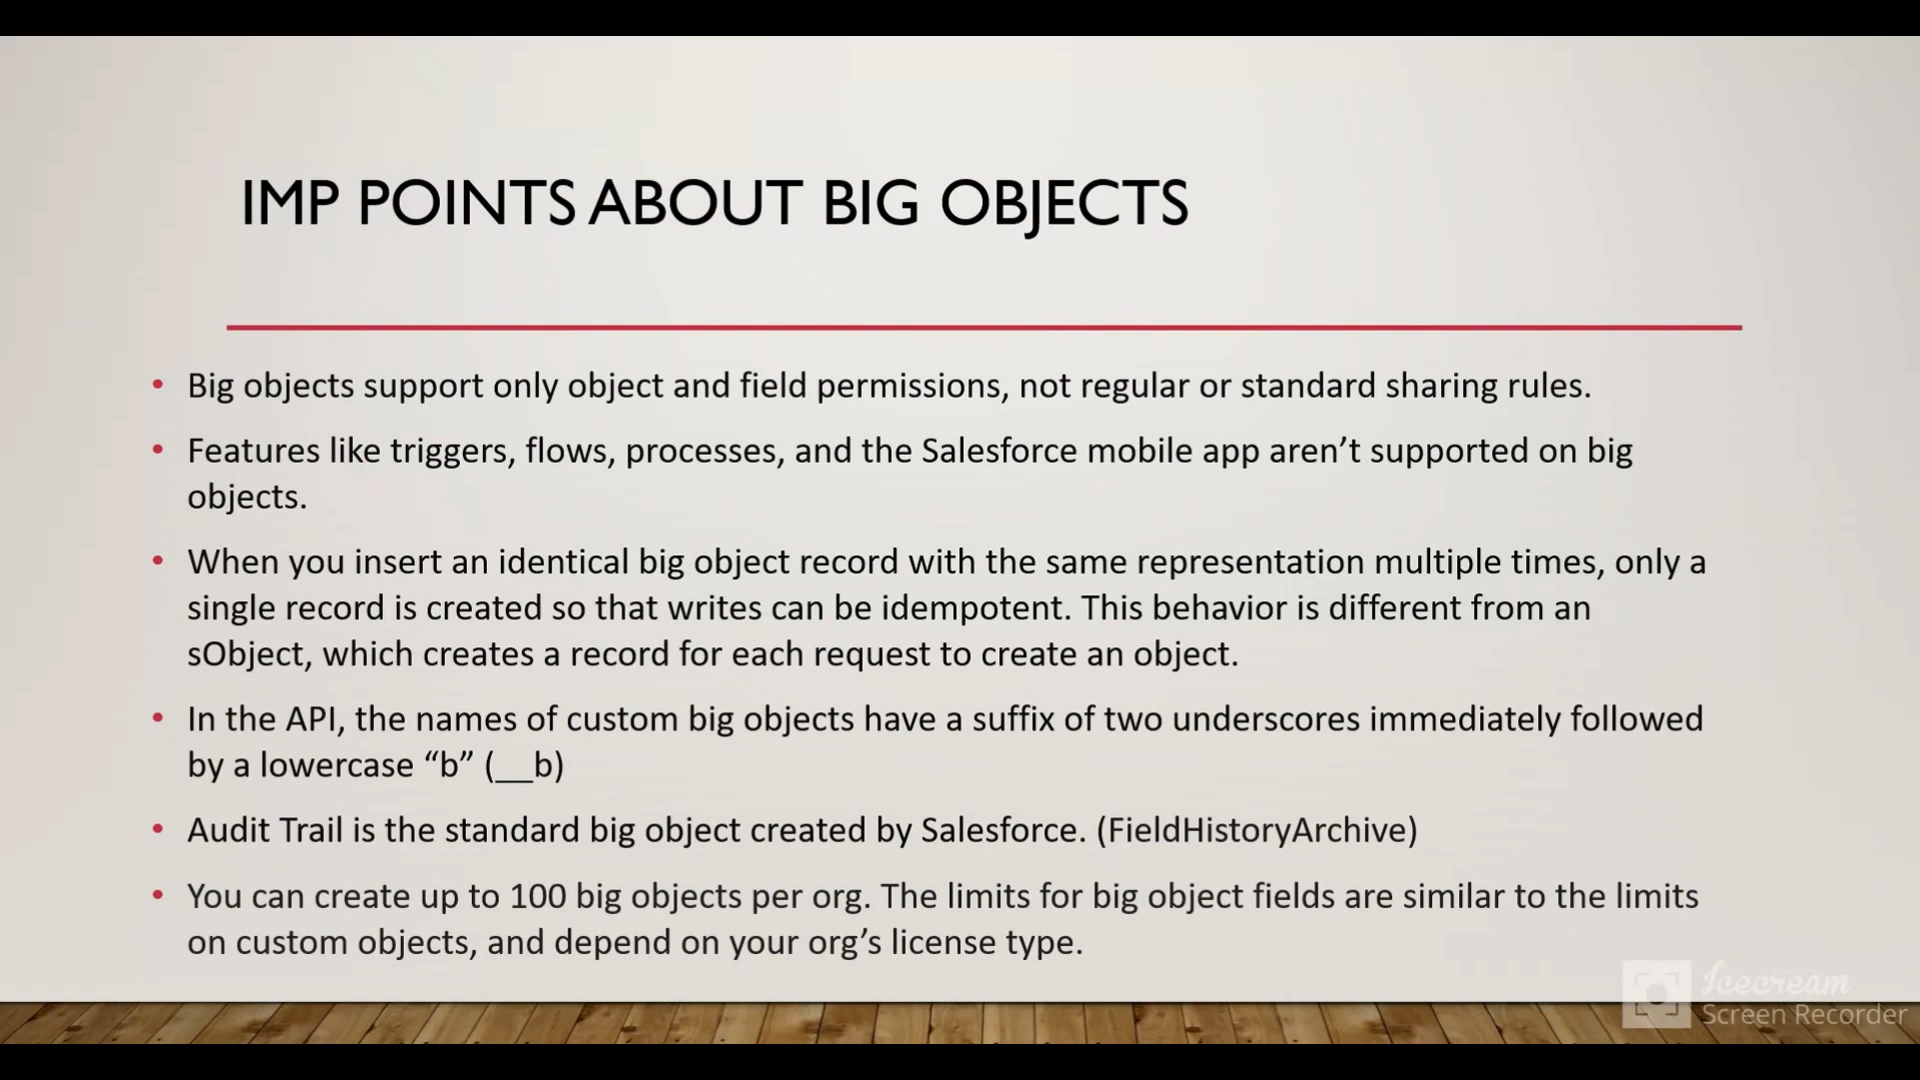 IMP POINTS ABOUT BIG OBJECTS
• Big objects support only object and field permissions, not regular or standard sharing rules.
• Features like triggers, flows, processes, and the Salesforce mobile app aren’t supported on big
objects.
• When you insert an identical big object record with the same representation multiple times, only a
single record is created so that writes can be idempotent. This behavior is different from an
sObject, which creates a record for each request to create an object.
• In the API, the names of custom big objects have a suffix of two underscores immediately followed
by a lowercase “b” (__b)
• Audit Trail is the standard big object created by Salesforce. (FieldHistoryArchive)
• You can create up to 100 big objects per org. The limits for big object fields are similar to the limits
on custom objects, and depend on your org’s license type.
Icecream
Screen Recorder